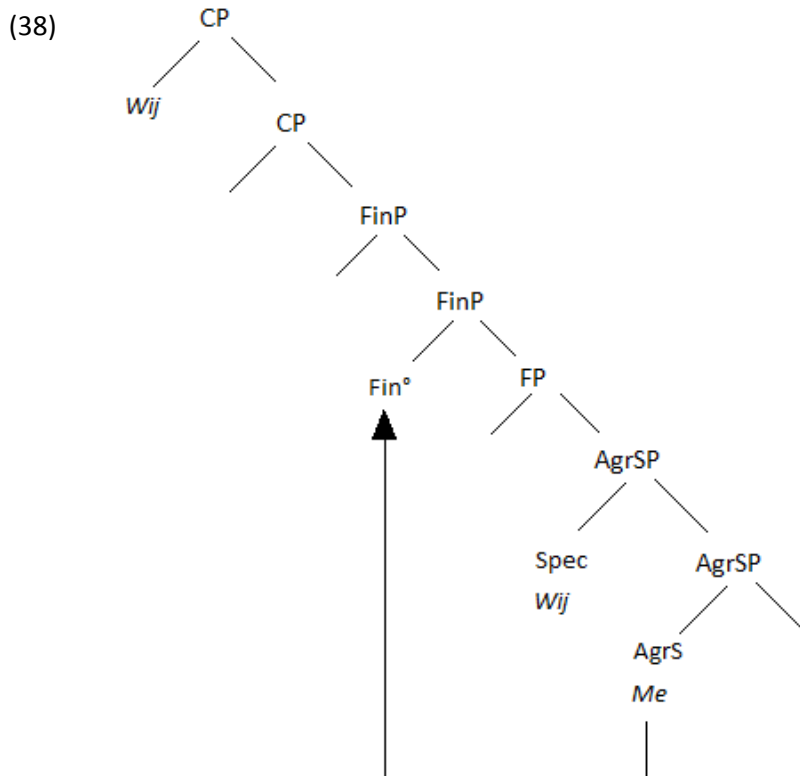 (38)
CP
Wij
CP
FinP
FinP
Fin°
FP
AgrSP
Spec
AgrSP
Wij
AgrS
Me